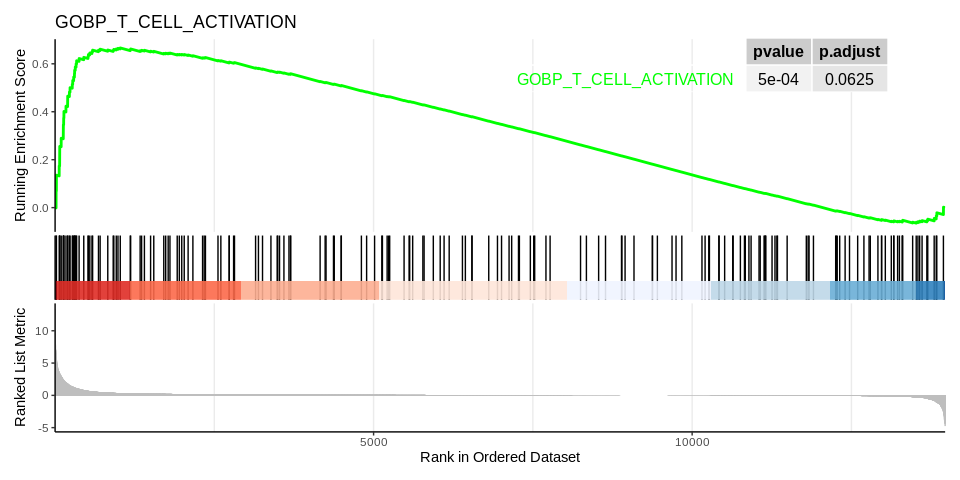 GOBP_T_CELL_ACTIVATION
Running Enrichment Score
0.6
0.4
0.2
0.0
GOBP_T_CELL_ACTIVATION
pvalue p.adjust
5e-04 0.0625
Ranked List Metric
10
5
0
-5
5000 10000
Rank in Ordered Dataset